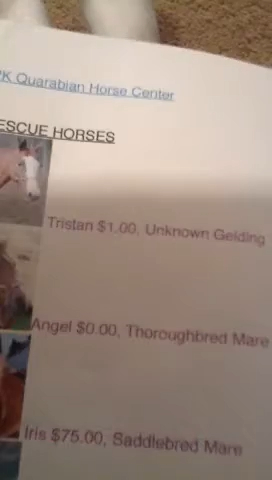 PK Quarabian Horse Center
ESCUE HORSES
Tristan $1.00, Unknown Gelding
Angel $0.00, Thoroughbred Mare
Iris $75.00, Saddlebred Mare